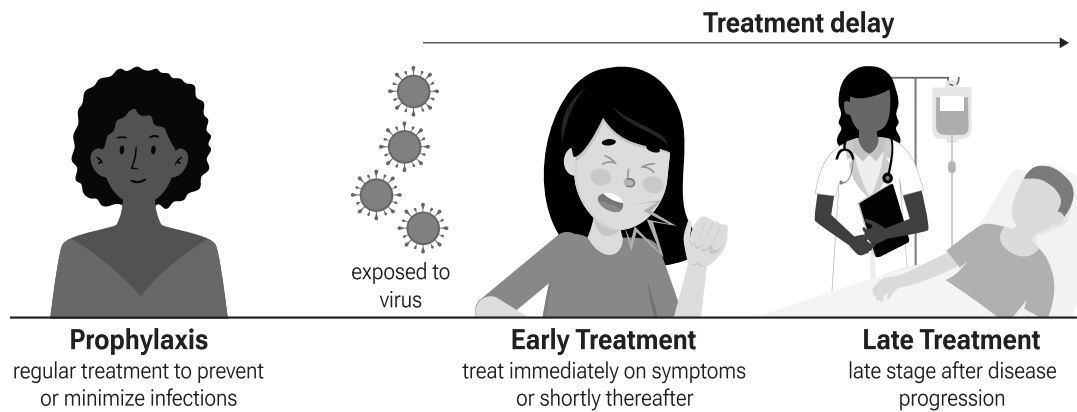 Treatment delay
exposed to
virus
Prophylaxis
regular treatment to prevent
or minimize infections
Early Treatment
treat immediately on symptoms
or shortly thereafter
Late Treatment
late stage after disease
progression